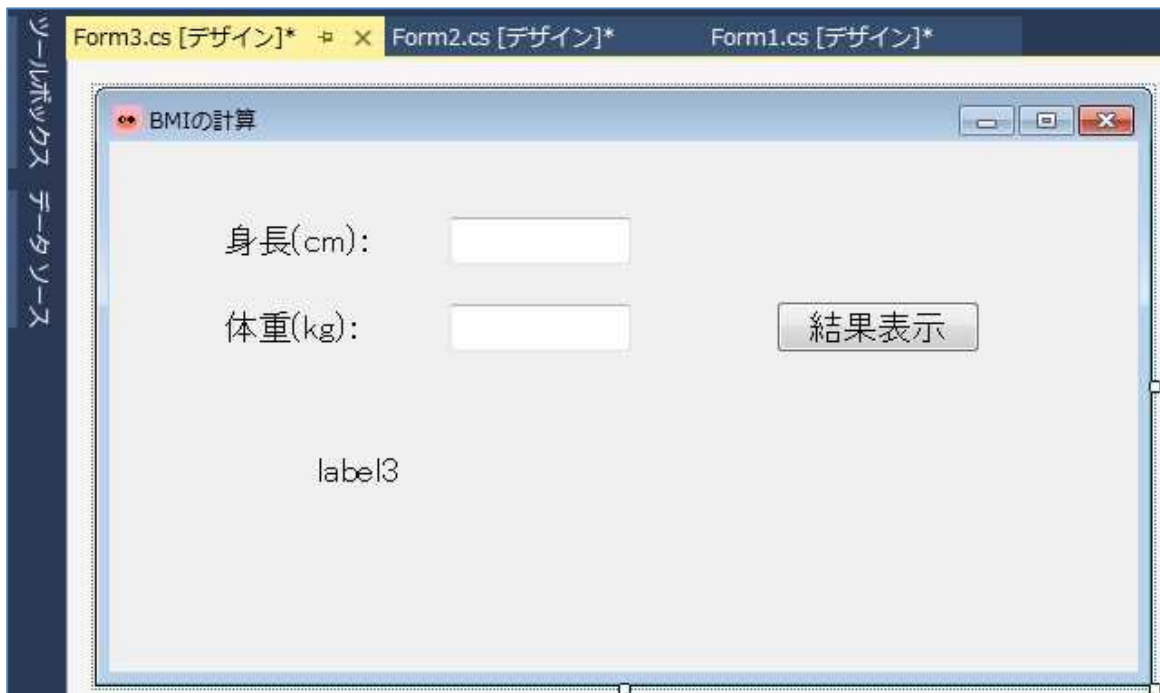 ツールボックス
データ ソース
Form3.cs [デザイン]* Form2.cs [デザイン]* Form1.cs [デザイン]*
BMIの計算
身長(cm):
体重(kg): 結果表示
label3